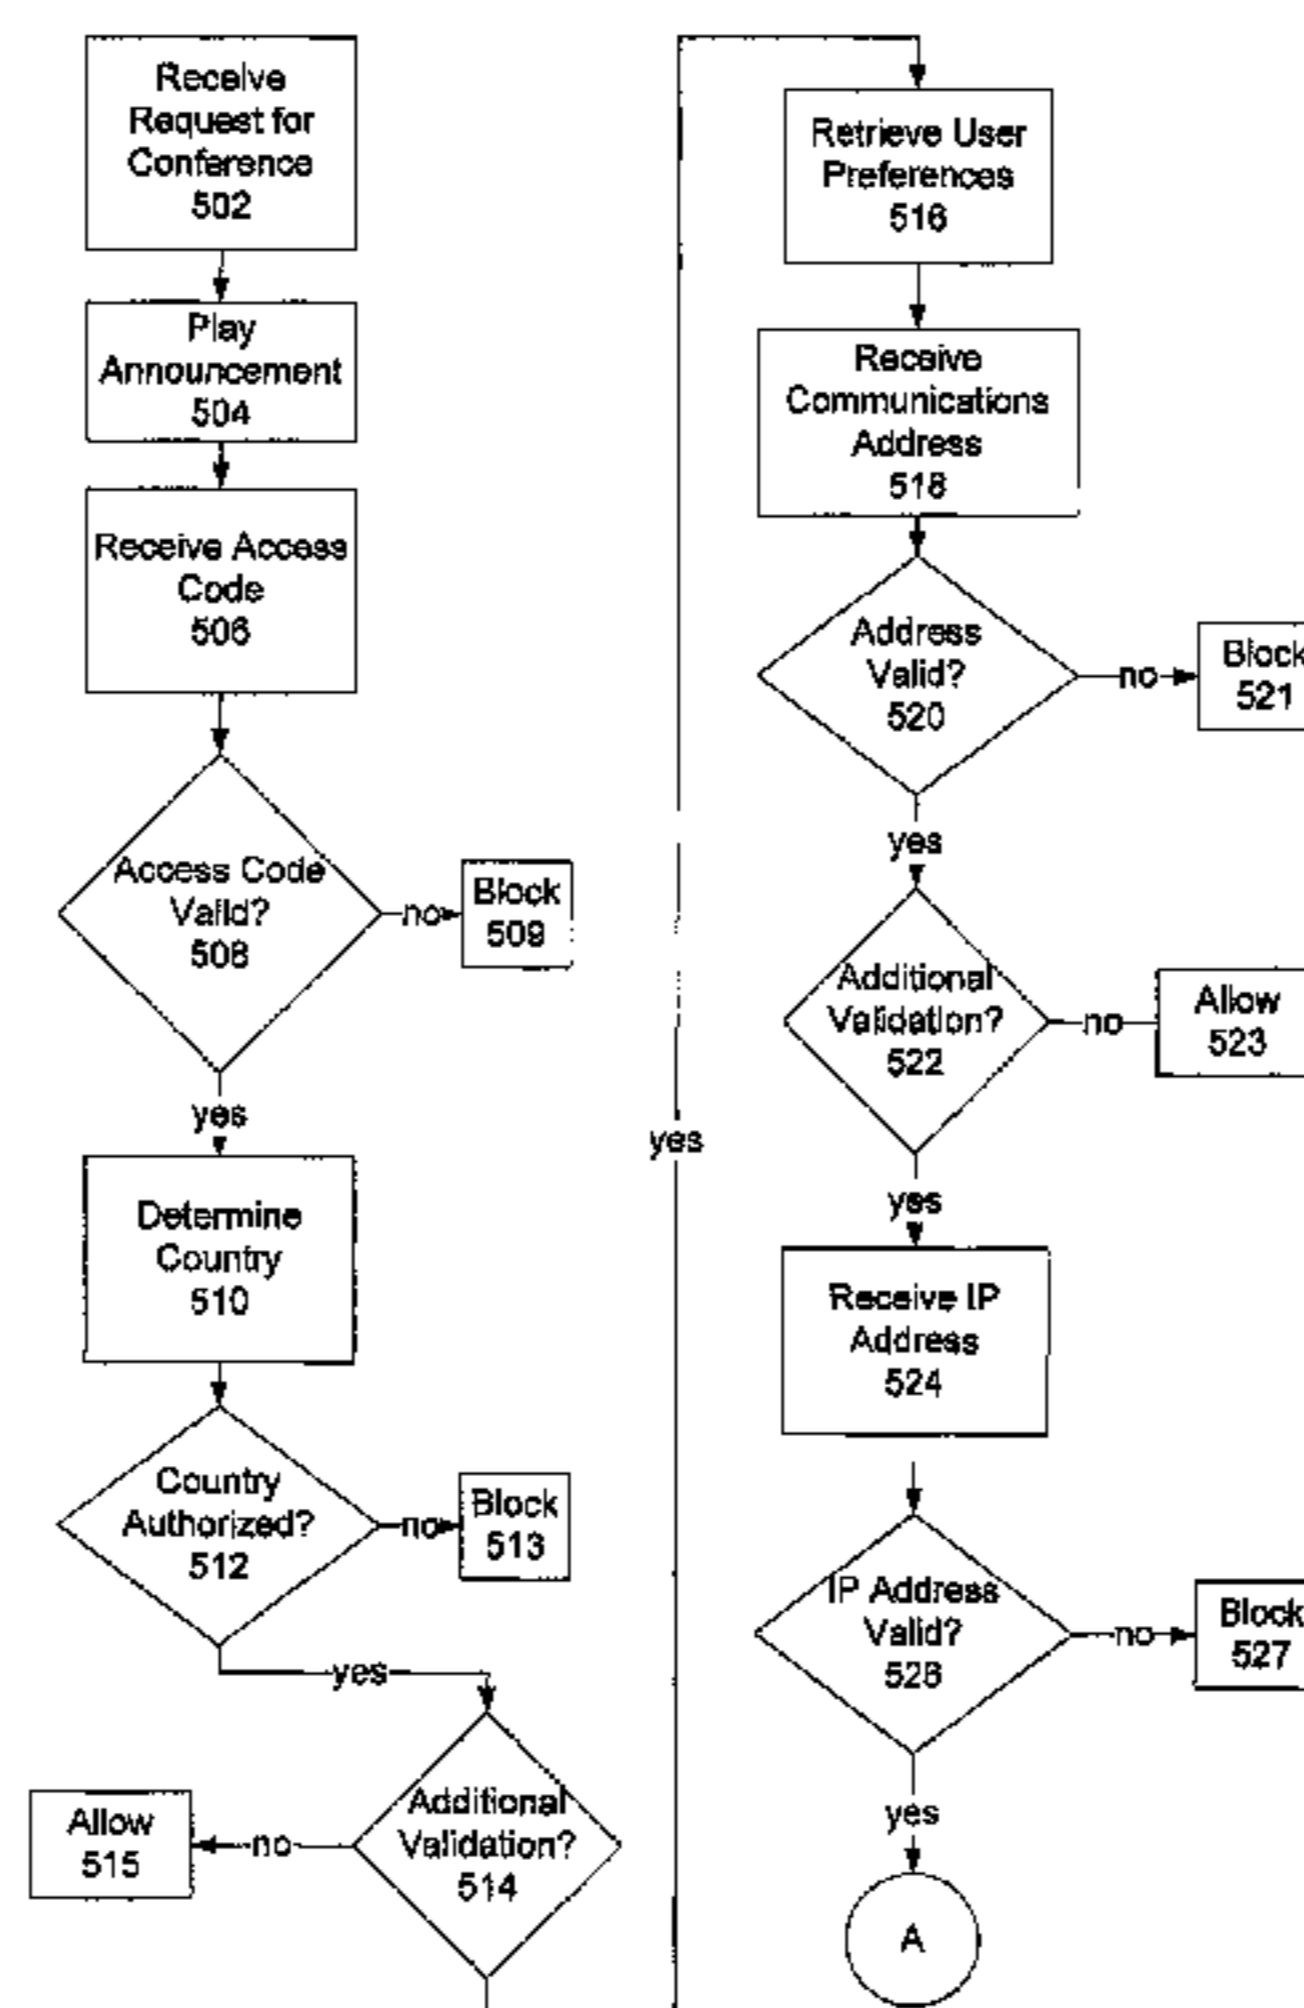 Receive
Request for
Conference
502
Play
Announcement
504
Receive Access
Code
506
Access Code
Valid?
508
no
Block
509
yes
Determine
Country
510
Country
Authorized?
512
no
Block
513
yes
Additional
Validation?
514
no
Allow
515
yes
Retrieve User
Preferences
516
Receive
Communications
Address
518
Address
Valid?
520
no
Block
521
yes
Additional
Validation?
522
no
Allow
523
yes
Receive IP
Address
524
IP Address
Valid?
526
no
Block
527
yes
A